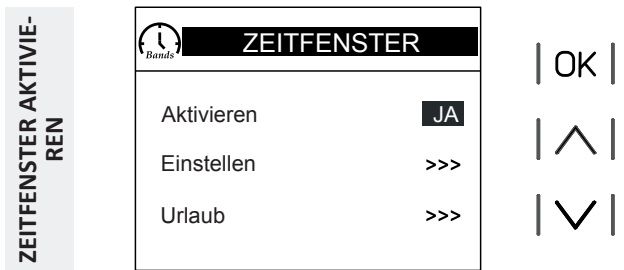 ZEITFENSTER AKTIVIE-
REN
Bands
ZEITFENSTER
Aktivieren JA
Einstellen >>>
Urlaub >>>
OK